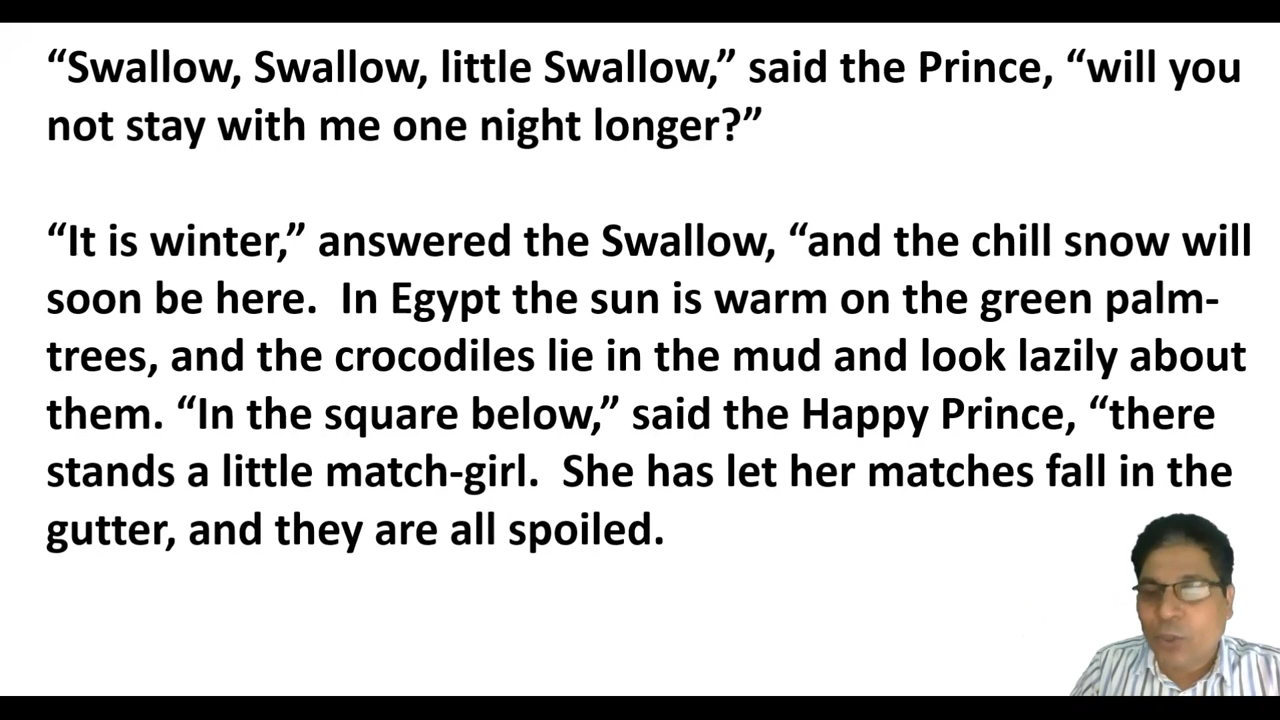 “Swallow, Swallow, little Swallow,” said the Prince, “will you
not stay with me one night longer?”
“It is winter,” answered the Swallow, “and the chill snow will
soon be here.  In Egypt the sun is warm on the green palm-
trees, and the crocodiles lie in the mud and look lazily about
them. “In the square below,” said the Happy Prince, “there
stands a little match-girl.  She has let her matches fall in the
gutter, and they are all spoiled.